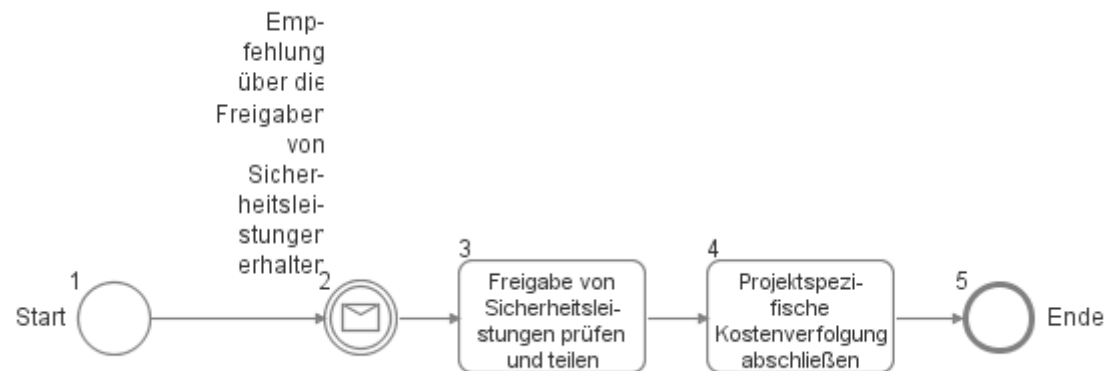 Emp-
fehlung
über die
Freigaben
von
Sicher-
heitslei-
stungen
erhalten
1
Start
2
3
Freigabe von
Sicherheitslei-
stungen prüfen
und teilen
4
Projektspezi-
fische
Kostenverfolgung
abschließen
5
Ende